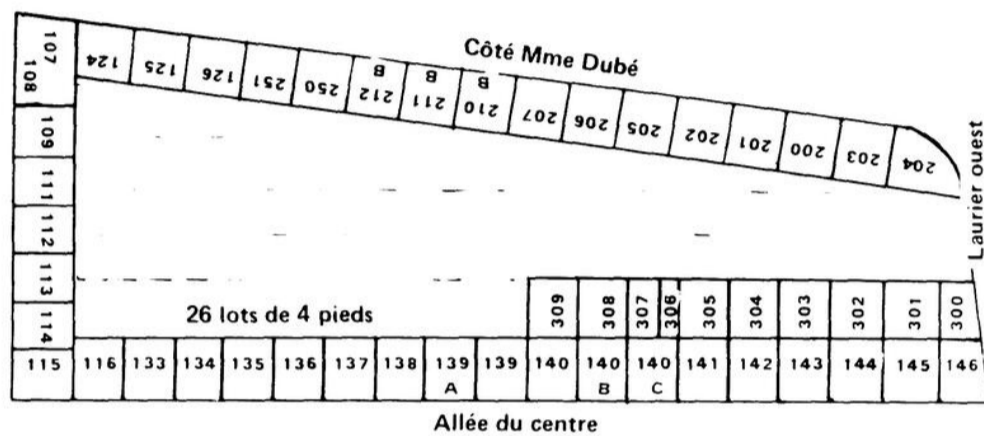 Côté Mme Dubé
107
108
124 125 126 251 250 212 B 211 B 210 B 207 206 205 202 201 200 203 204
109
111
112
113
114
Laurier ouest
309 308 307 306 305 304 303 302 301 300
26 lots de 4 pieds
115 116 133 134 135 136 137 138 139 A 139 140 140 B 140 C 141 142 143 144 145 146
Allée du centre